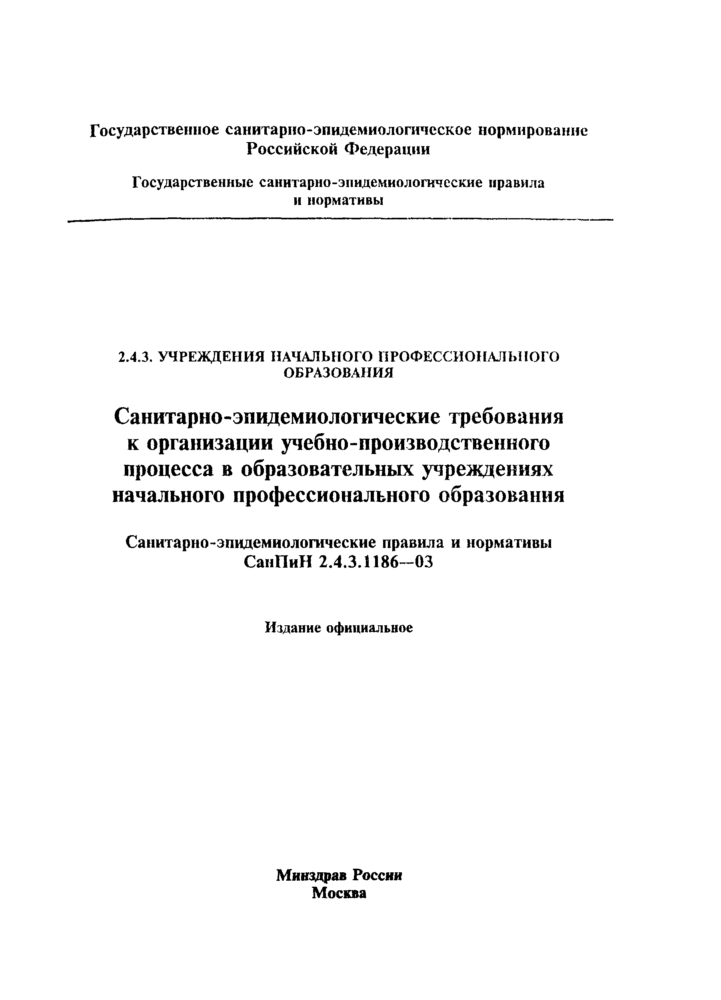 Государственное санитарно-эпидемиологическое нормирование
Российской Федерации
Государственные санитарно-эпидемиологические правила
и нормативы
2.4.3. УЧРЕЖДЕНИЯ НАЧАЛЬНОГО ПРОФЕССИОНАЛЬНОГО
ОБРАЗОВАНИЯ
Санитарно-эпидемиологические требования
к организации учебно-производственного
процесса в образовательных учреждениях
начального профессионального образования
Санитарно-эпидемиологические правила и нормативы
СанПиН 2.4.3.1186—03
Издание официальное
Минздрав России
Москва